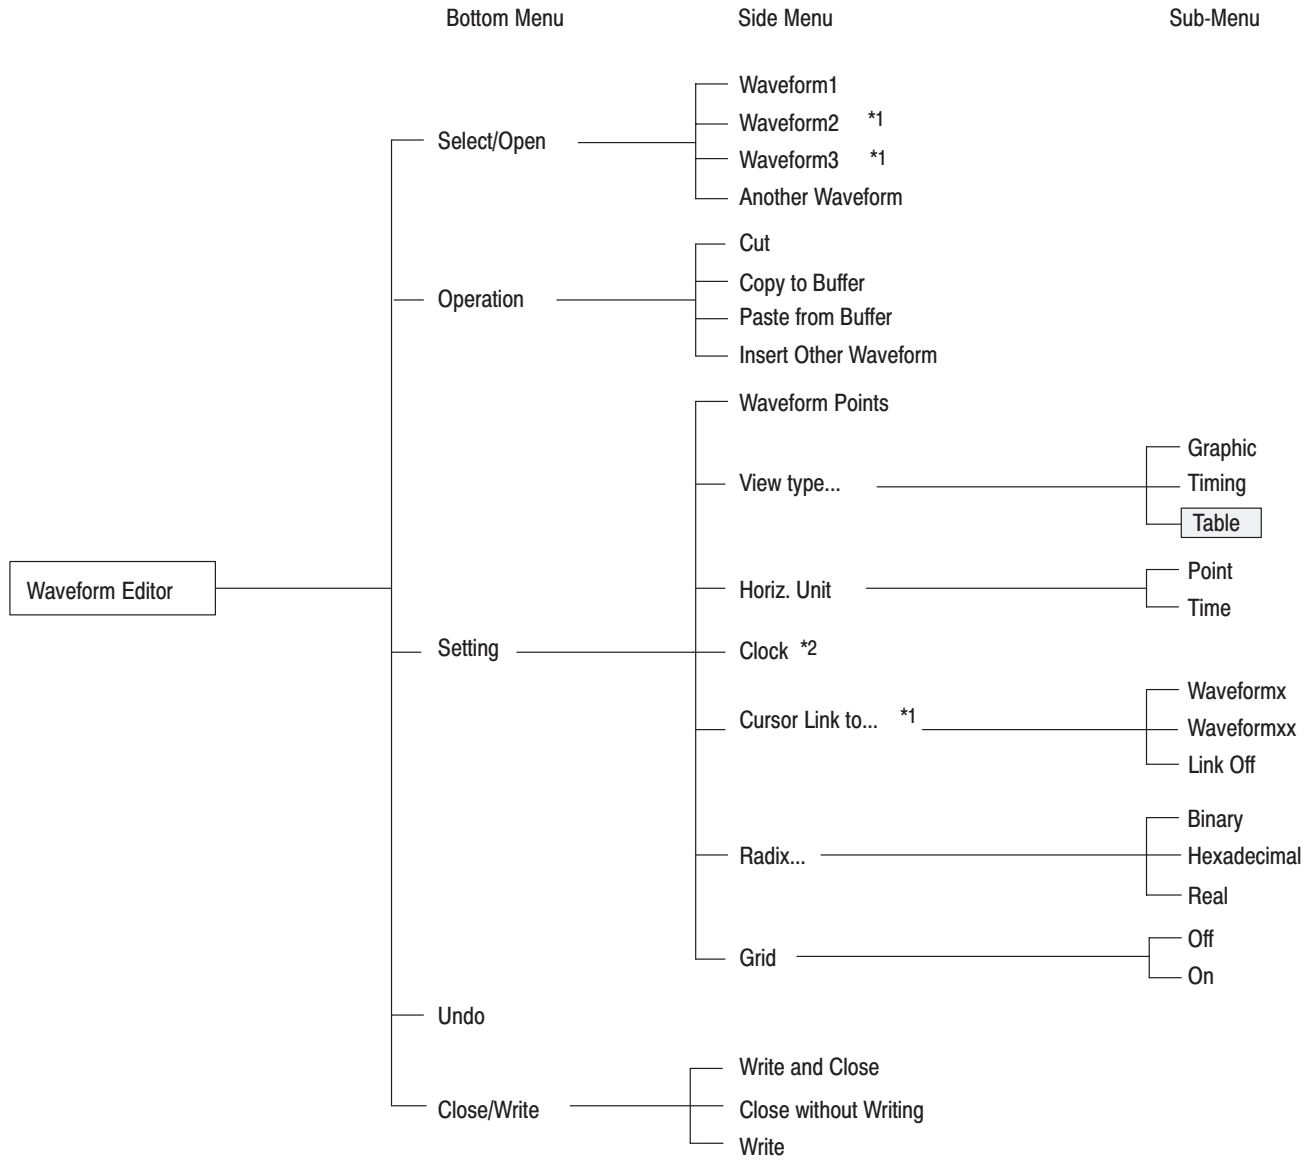 Bottom Menu Side Menu Sub-Menu
Waveform1
Waveform2 *1
Select/Open
Waveform3 *1
Another Waveform
Cut
Copy to Buffer
Operation
Paste from Buffer
Insert Other Waveform
Waveform Points
Graphic
View type... Timing
Table
Point
Waveform Editor Horiz. Unit
Time
Setting Clock *2
Waveformx
Cursor Link to... *1
Waveformxx
Link Off
Binary
Radix... Hexadecimal
Real
Off
Grid
On
Undo
Write and Close
Close/Write Close without Writing
Write